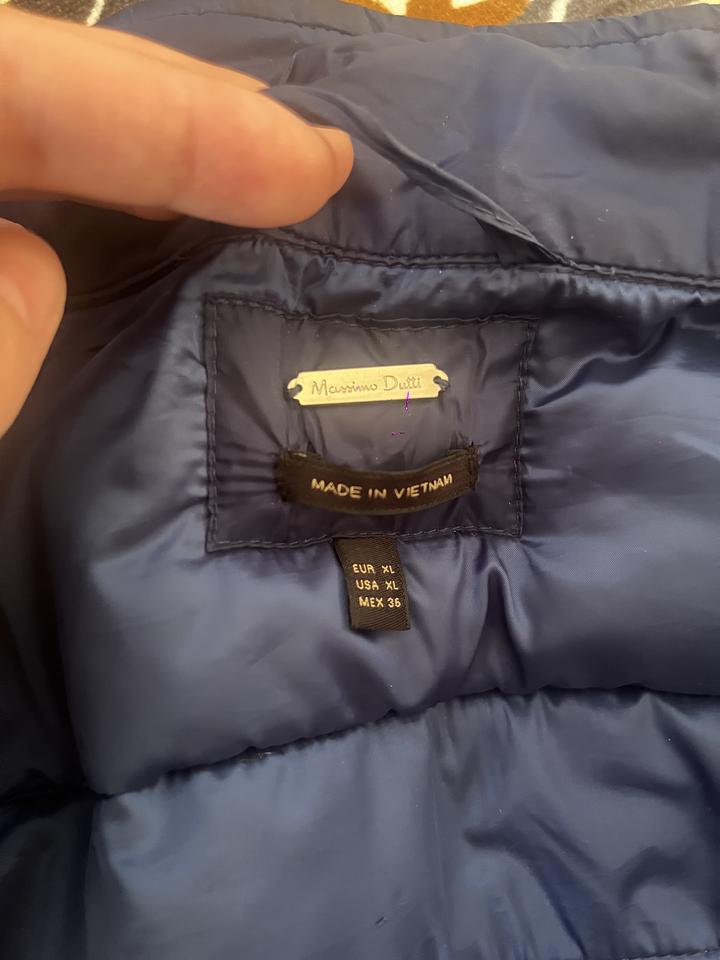 Massimo Dutti
MADE IN VIETNAM
EUR XL
USA XL
MEX 36